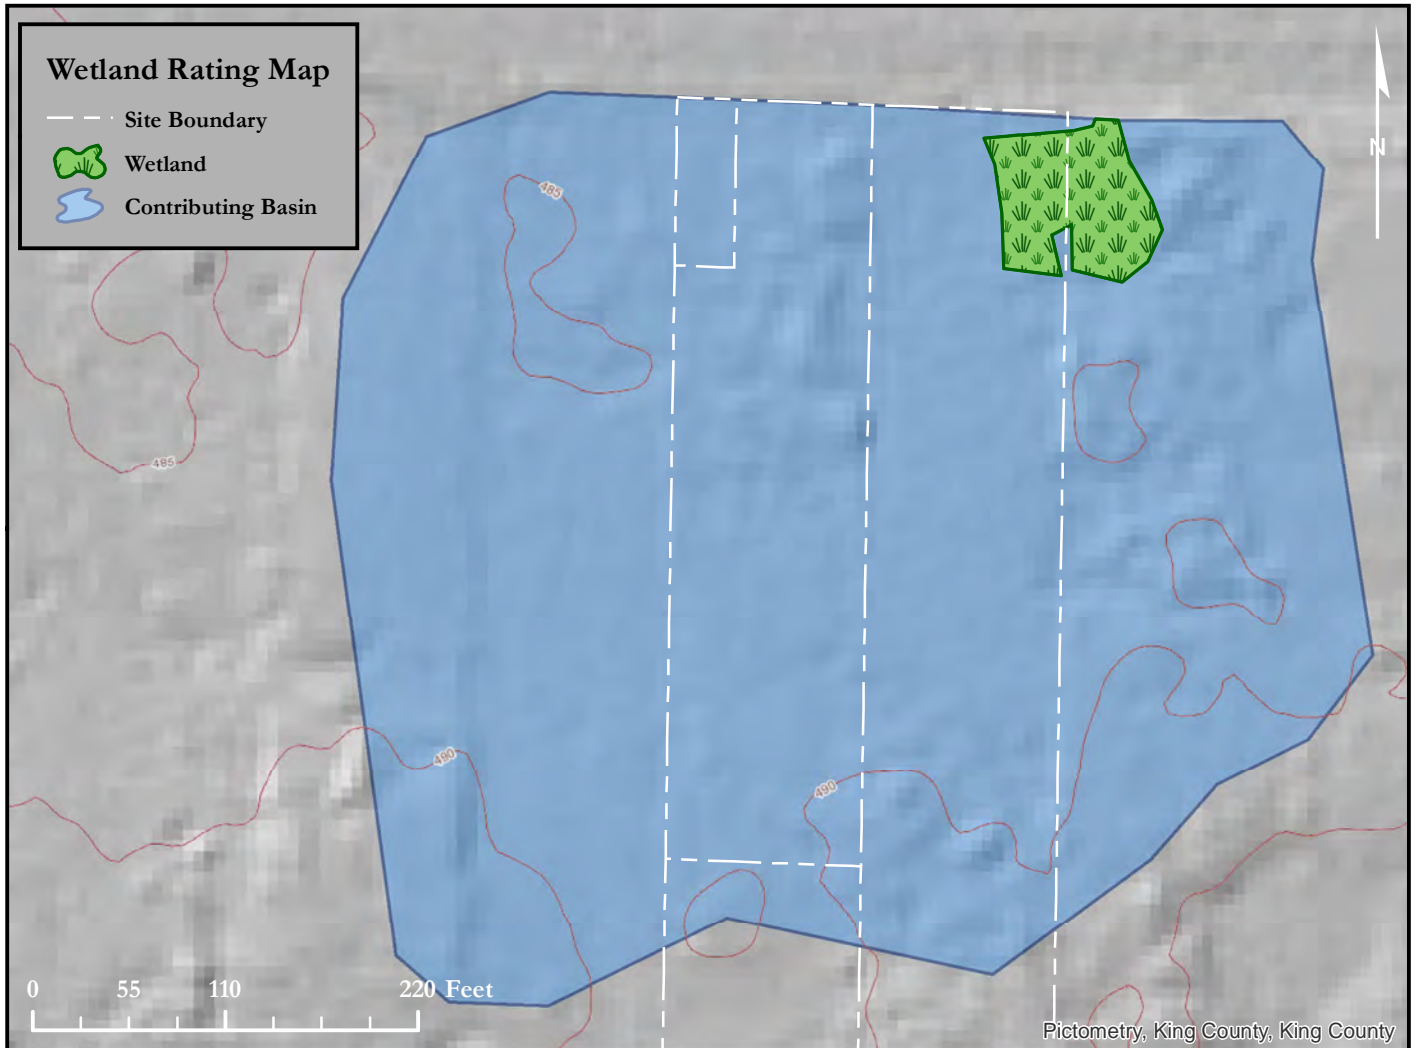 Wetland Rating Map
Site Boundary
Wetland
Contributing Basin
N
485
485
490
490
0 55 110 220 Feet
Pictometry, King County, King County